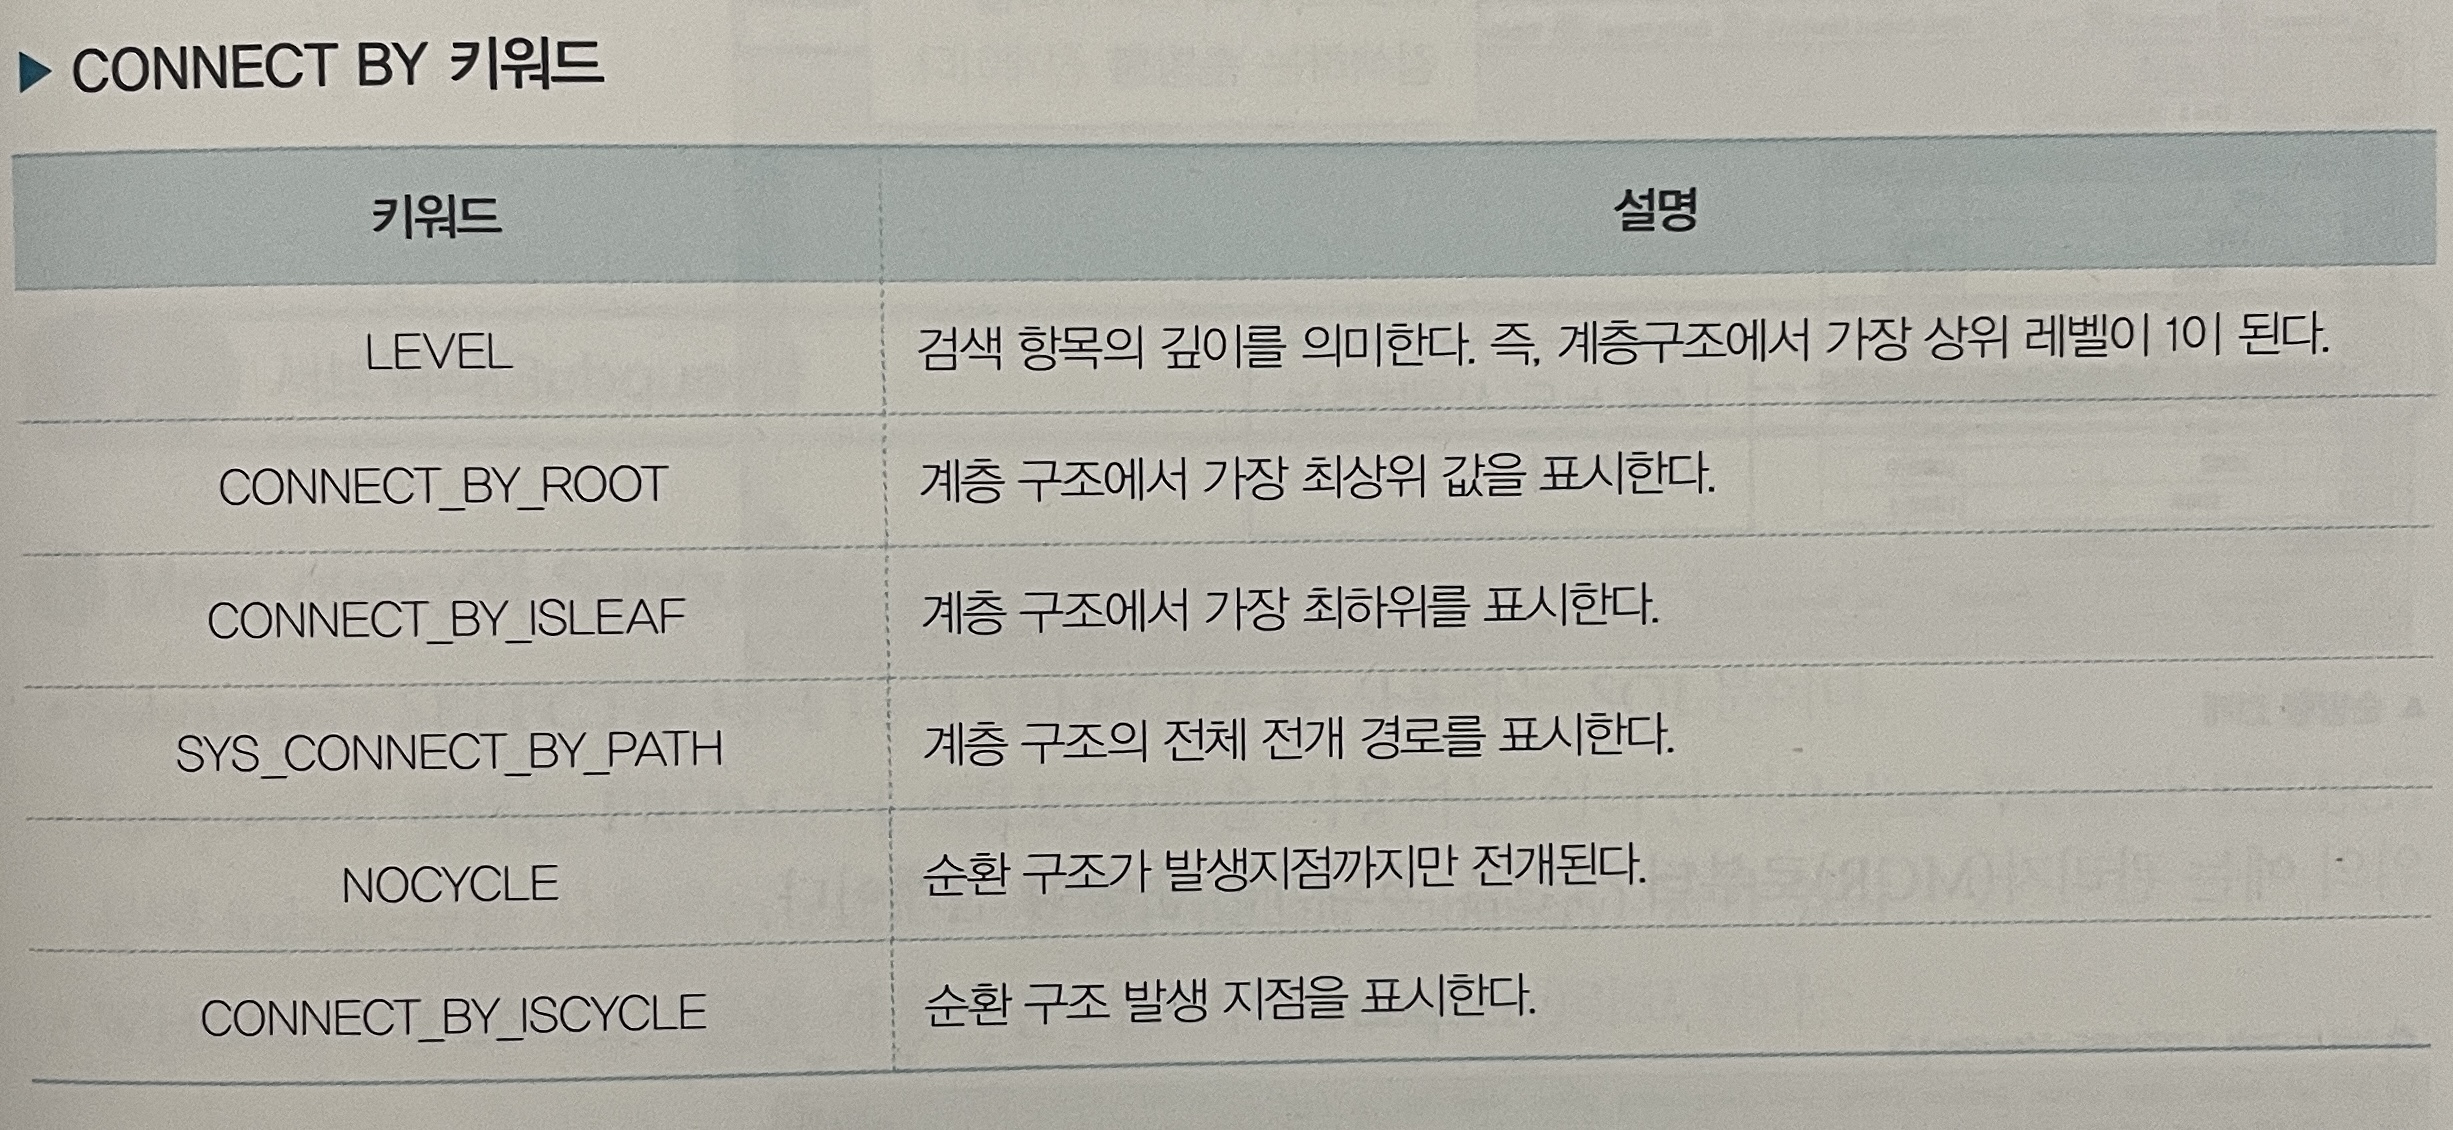 ▶ CONNECT BY 키워드
키워드 설명
LEVEL 검색 항목의 깊이를 의미한다. 즉, 계층구조에서 가장 상위 레벨이 1이 된다.
CONNECT_BY_ROOT 계층 구조에서 가장 최상위 값을 표시한다.
CONNECT_BY_ISLEAF 계층 구조에서 가장 최하위를 표시한다.
SYS_CONNECT_BY_PATH 계층 구조의 전체 전개 경로를 표시한다.
NOCYCLE 순환 구조가 발생지점까지만 전개된다.
CONNECT_BY_ISCYCLE 순환 구조 발생 지점을 표시한다.